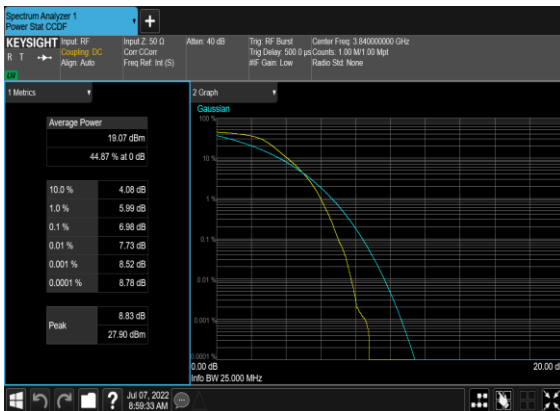 Spectrum Analyzer 1
Power Stat CCDF
KEYSIGHT
R T
LV
Input: RF
Coupling: DC
Align: Auto
Input Z: 50 Ω
Corr CCorr
Freq Ref: Int (S)
Atten: 40 dB
Trig: RF Burst
Trig Delay: 500.0 µs
#IF Gain: Low
Center Freq: 3.840000000 GHz
Counts: 1.00 M/1.00 Mpt
Radio Std: None
1 Metrics
Average Power
19.07 dBm
44.87 % at 0 dB
10.0 % 4.08 dB
1.0 % 5.99 dB
0.1 % 6.98 dB
0.01 % 7.73 dB
0.001 % 8.52 dB
0.0001 % 8.78 dB
Peak 8.83 dB
27.90 dBm
2 Graph
Gaussian
100 %
10 %
1 %
0.1 %
0.01 %
0.001 %
0.0001 %
0.00 dB 20.00 d
Info BW 25.000 MHz
Jul 07, 2022
8:59:33 AM